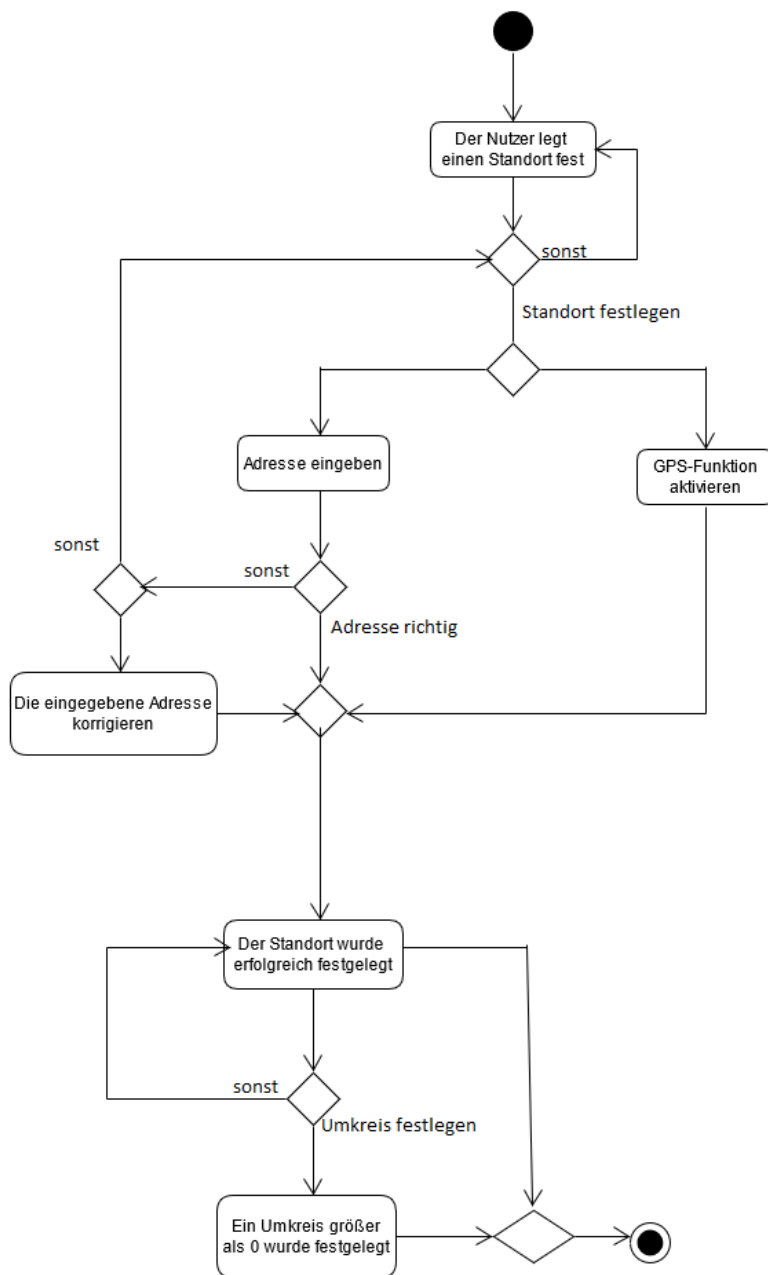 Der Nutzer legt
einen Standort fest
sonst
Standort festlegen
Adresse eingeben
GPS-Funktion
aktivieren
sonst
sonst
Adresse richtig
Die eingegebene Adresse
korrigieren
Der Standort wurde
erfolgreich festgelegt
sonst
Umkreis festlegen
Ein Umkreis größer
als 0 wurde festgelegt